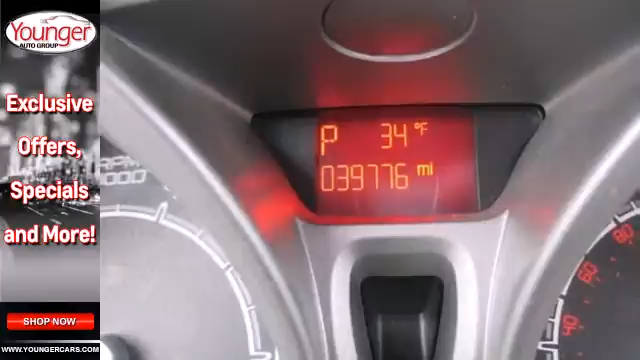 Younger
AUTO GROUP
Exclusive
Offers,
Specials
and More!
SHOP NOW
WWW.YOUNGERCARS.COM
RPM
1000
P 34 °F
039776 mi
80
60
40